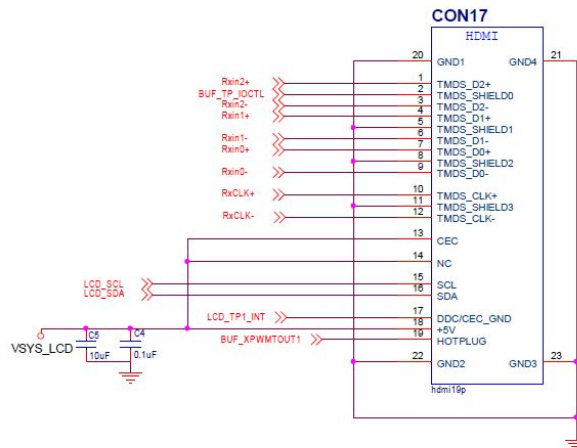 CON17
HDMI
20 GND1 GND4 21
Rxin2+ 1 TMDS_D2+
BUF_TP_IOCTL 2 TMDS_SHIELD0
Rxin2- 3 TMDS_D2-
Rxin1+ 4 TMDS_D1+
5 TMDS_SHIELD1
Rxin1- 6 TMDS_D1-
Rxin0+ 7 TMDS_D0+
8 TMDS_SHIELD2
Rxin0- 9 TMDS_D0-
RxCLK+ 10 TMDS_CLK+
11 TMDS_SHIELD3
RxCLK- 12 TMDS_CLK-
13 CEC
14 NC
LCD_SCL 15 SCL
LCD_SDA 16 SDA
LCD_TP1_INT 17 DDC/CEC_GND
18 +5V
BUF_XPWMTOUT1 19 HOTPLUG
VSYS_LCD
C5
10uF
C4
0.1uF
22 GND2 GND3 23
hdmi19p